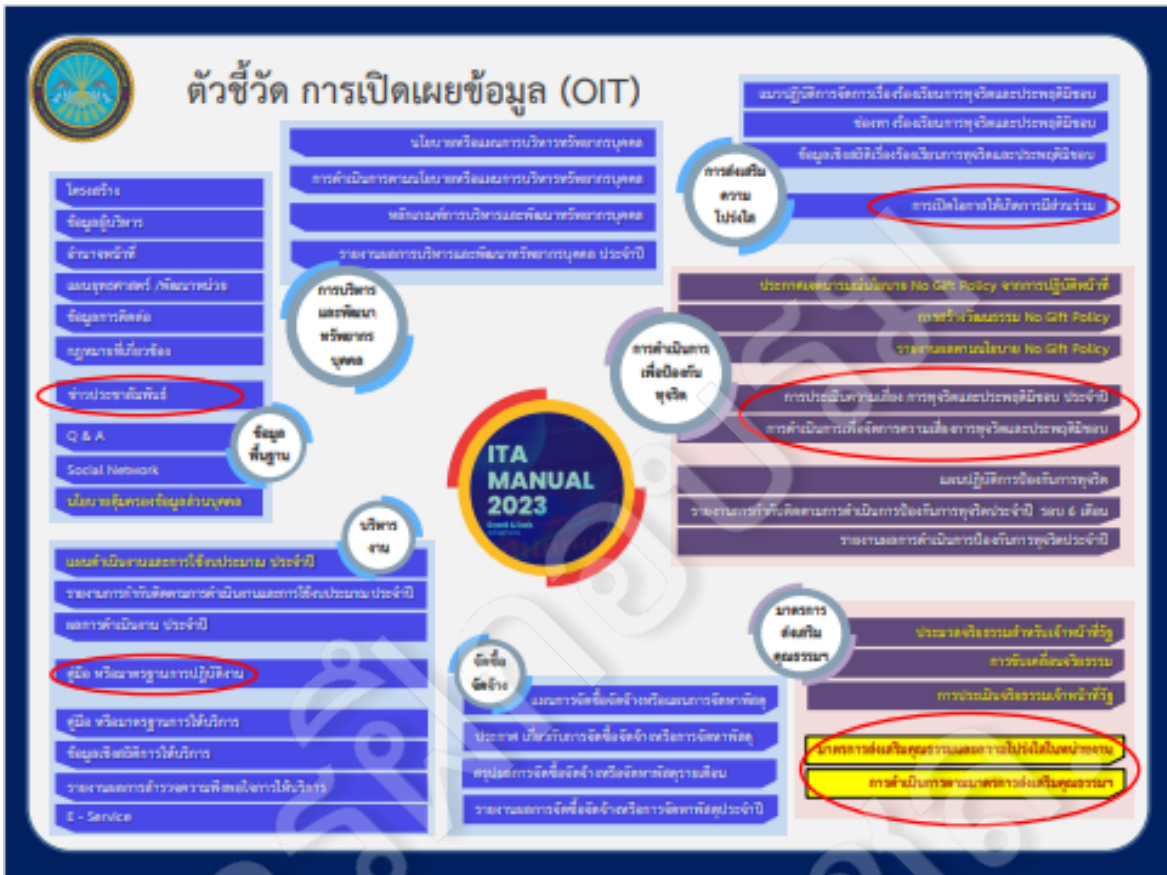 ตัวชี้วัด การเปิดเผยข้อมูล (OIT)
นโยบายหรือแผนการบริหารทรัพยากรบุคคล
การดำเนินการตามนโยบายหรือแผนการบริหารทรัพยากรบุคคล
หลักเกณฑ์การบริหารและพัฒนาทรัพยากรบุคคล
รายงานผลการบริหารและพัฒนาทรัพยากรบุคคล ประจำปี
การบริหาร
และพัฒนา
ทรัพยากร
บุคคล
แนวปฏิบัติการจัดการเรื่องร้องเรียนการทุจริตและประพฤติมิชอบ
ช่องทางร้องเรียนการทุจริตและประพฤติมิชอบ
ข้อมูลเชิงสถิติเรื่องร้องเรียนการทุจริตและประพฤติมิชอบ
การเปิดโอกาสให้เกิดการมีส่วนร่วม
การส่งเสริม
ความ
โปร่งใส
โครงสร้าง
ข้อมูลผู้บริหาร
อำนาจหน้าที่
แผนยุทธศาสตร์ /พัฒนาหน่วย
ข้อมูลการติดต่อ
กฎหมายที่เกี่ยวข้อง
ข่าวประชาสัมพันธ์
Q & A
Social Network
นโยบายคุ้มครองข้อมูลส่วนบุคคล
ข้อมูล
พื้นฐาน
ประกาศเจตนารมณ์นโยบาย No Gift Policy จากการปฏิบัติหน้าที่
การสร้างวัฒนธรรม No Gift Policy
รายงานผลตามนโยบาย No Gift Policy
การประเมินความเสี่ยง การทุจริตและประพฤติมิชอบ ประจำปี
การดำเนินการเพื่อจัดการความเสี่ยงการทุจริตและประพฤติมิชอบ
แผนปฏิบัติการป้องกันการทุจริต
รายงานการกำกับติดตามการดำเนินการป้องกันการทุจริตประจำปี รอบ 6 เดือน
รายงานผลการดำเนินการป้องกันการทุจริตประจำปี
การดำเนินการ
เพื่อป้องกัน
ทุจริต
ITA
MANUAL
2023
บริหาร
งาน
แผนดำเนินงานและการใช้งบประมาณ ประจำปี
รายงานการกำกับติดตามการดำเนินงานและการใช้งบประมาณ ประจำปี
ผลการดำเนินงาน ประจำปี
คู่มือ หรือมาตรฐานการปฏิบัติงาน
คู่มือ หรือมาตรฐานการให้บริการ
ข้อมูลเชิงสถิติการให้บริการ
รายงานผลการสำรวจความพึงพอใจการให้บริการ
E - Service
จัดซื้อ
จัดจ้าง
แผนการจัดซื้อจัดจ้างหรือแผนการจัดหาพัสดุ
ประกาศ เกี่ยวกับการจัดซื้อจัดจ้างหรือการจัดหาพัสดุ
สรุปผลการจัดซื้อจัดจ้างหรือจัดหาพัสดุรายเดือน
รายงานผลการจัดซื้อจัดจ้างหรือการจัดหาพัสดุประจำปี
มาตรการ
ส่งเสริม
คุณธรรมฯ
ประมวลจริยธรรมสำหรับเจ้าหน้าที่รัฐ
การขับเคลื่อนจริยธรรม
การประเมินจริยธรรมเจ้าหน้าที่รัฐ
มาตรการส่งเสริมคุณธรรมและความโปร่งใสในหน่วยงาน
การดำเนินการตามมาตรการส่งเสริมคุณธรรมฯ